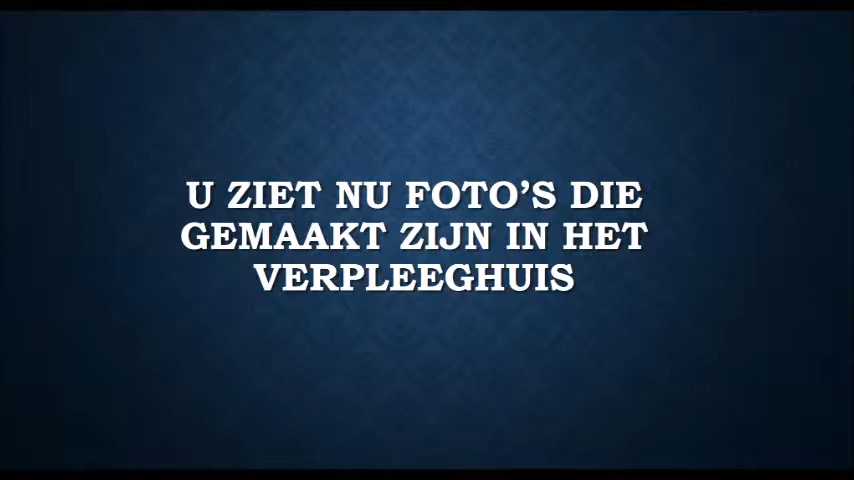 U ZIET NU FOTO’S DIE
GEMAAKT ZIJN IN HET
VERPLEEGHUIS